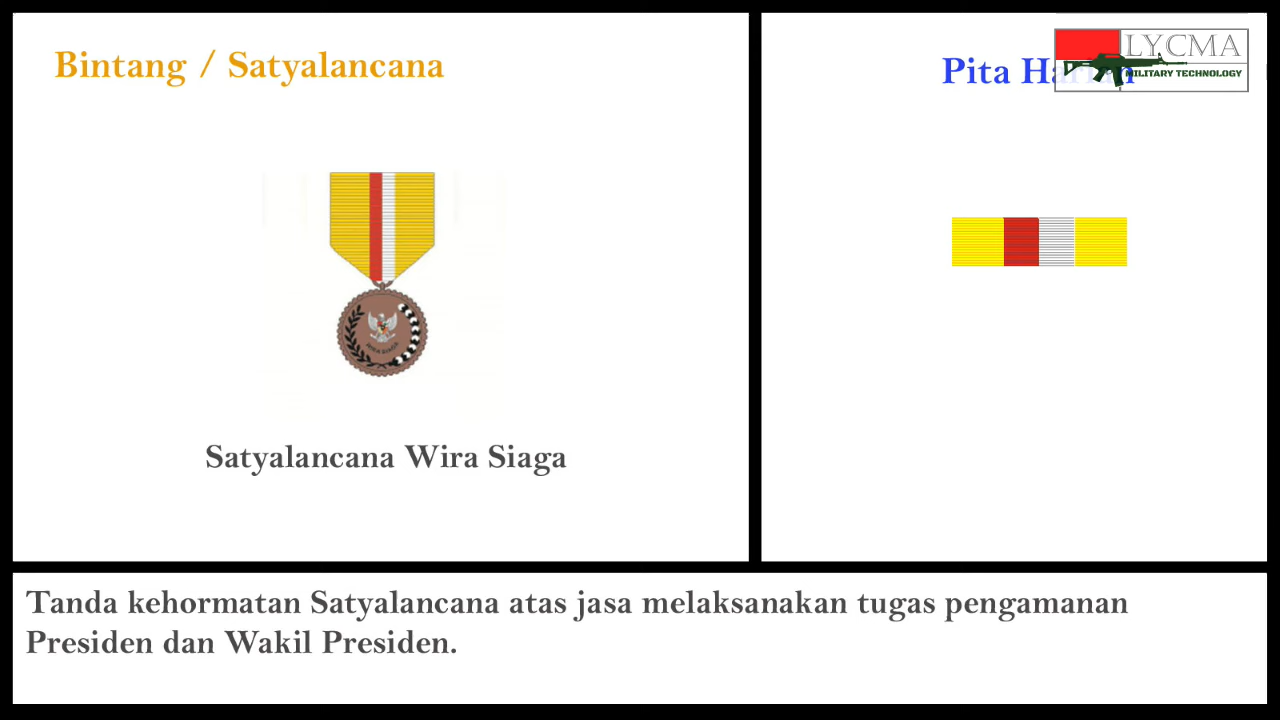 Bintang / Satyalancana
Pita
LYCMA
MILITARY TECHNOLOGY
Satyalancana Wira Siaga
Tanda kehormatan Satyalancana atas jasa melaksanakan tugas pengamanan
Presiden dan Wakil Presiden.